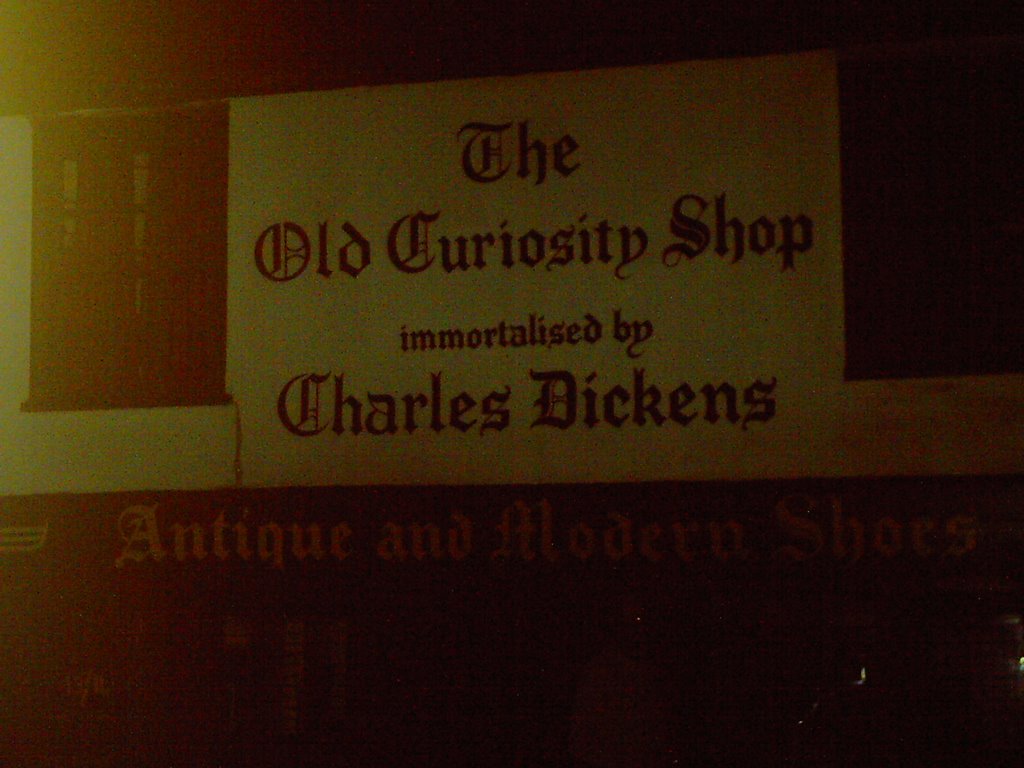 The
Old Curiosity Shop
immortalised by
Charles Dickens
Antique and Modern Shoes